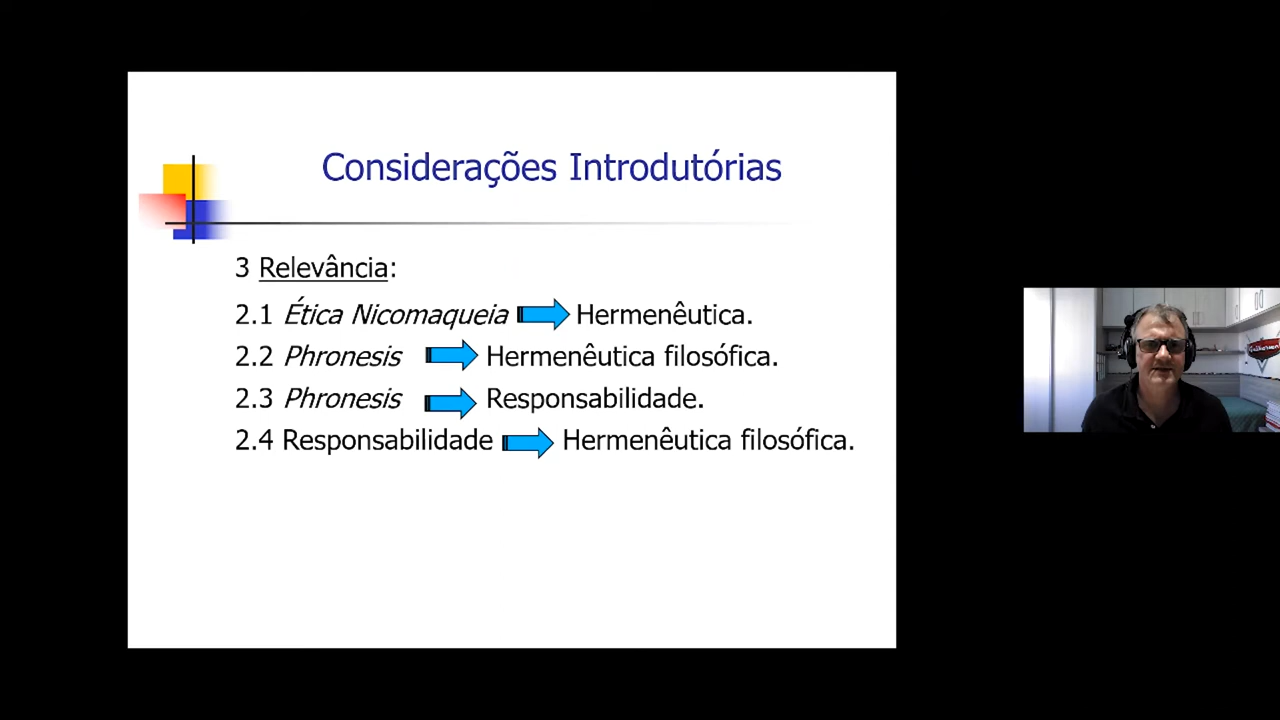 Considerações Introdutórias
3 Relevância:
2.1 Ética Nicomaqueia Hermenêutica.
2.2 Phronesis Hermenêutica filosófica.
2.3 Phronesis Responsabilidade.
2.4 Responsabilidade Hermenêutica filosófica.